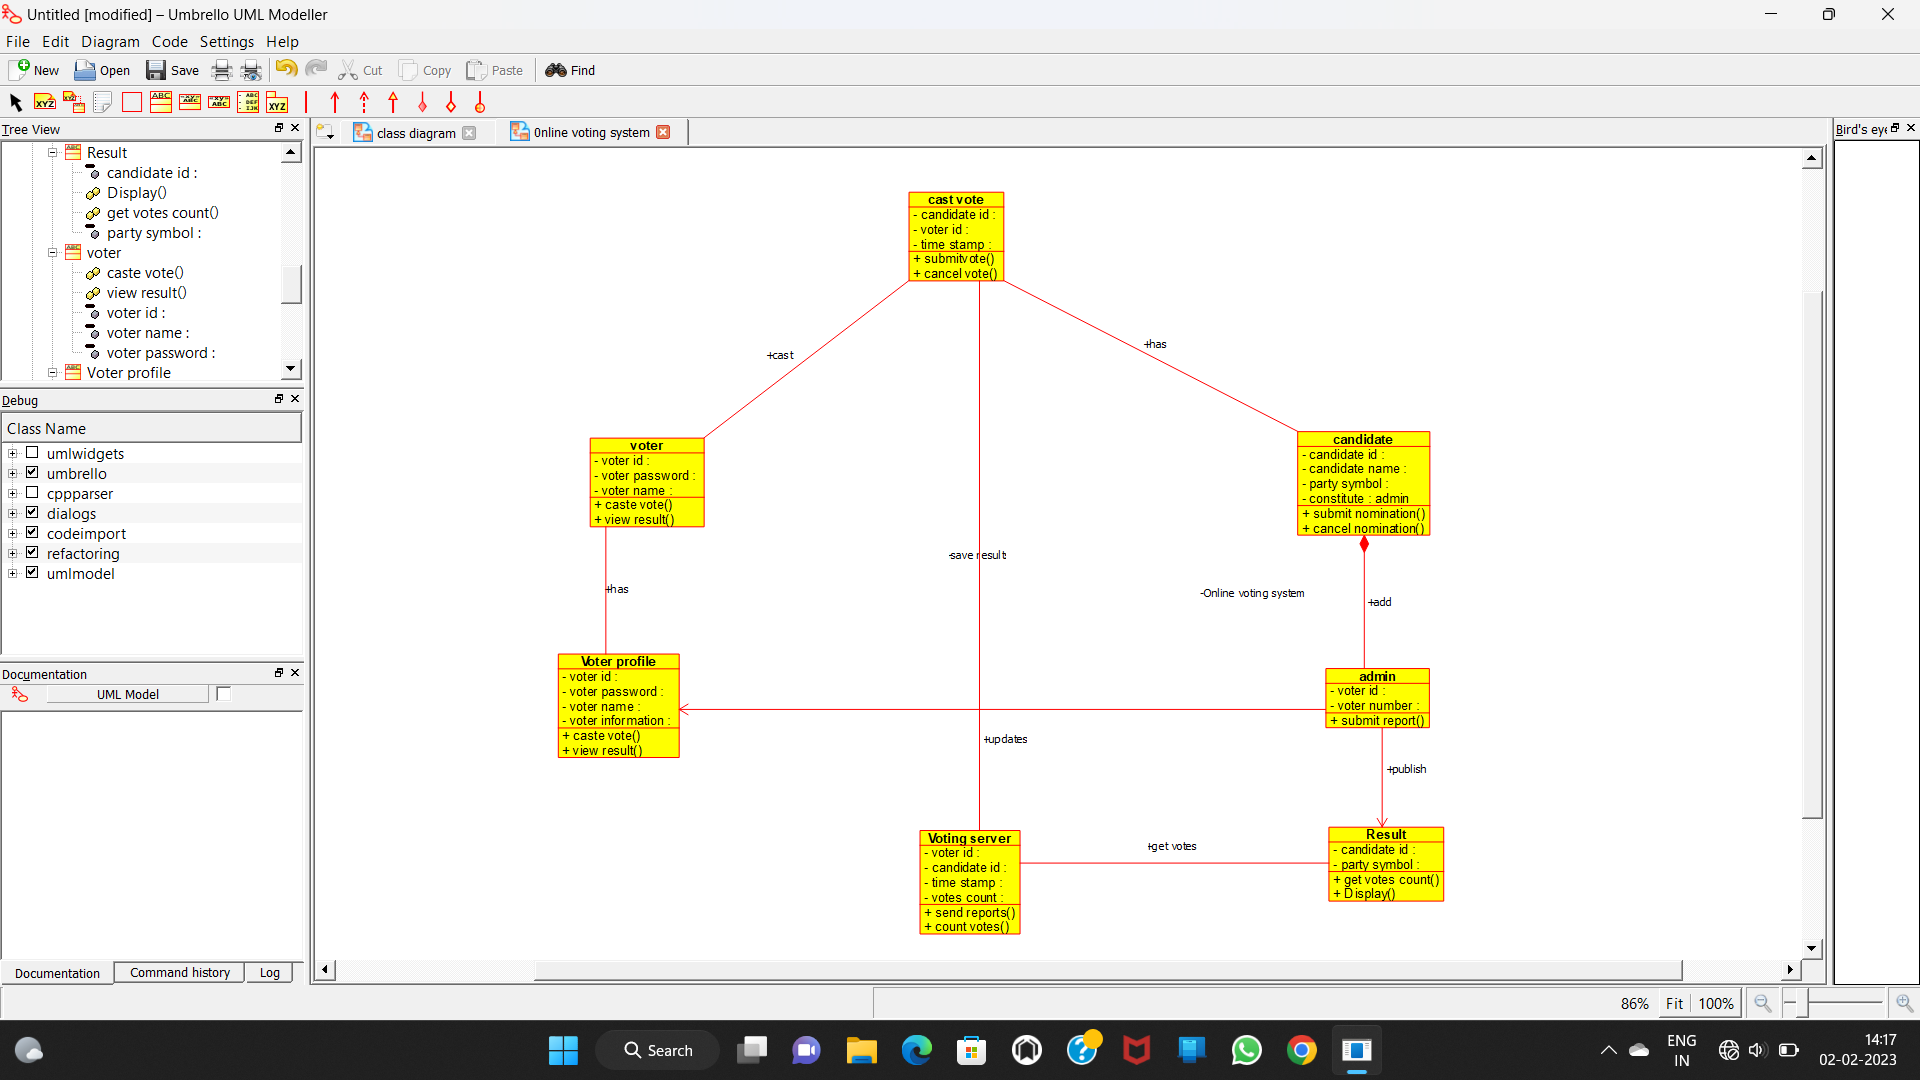 Untitled [modified] – Umbrello UML Modeller
File Edit Diagram Code Settings Help
New Open Save Cut Copy Paste Find
Tree View
Result
candidate id :
Display()
get votes count()
party symbol :
voter
caste vote()
view result()
voter id :
voter name :
voter password :
Voter profile
Debug
Class Name
umlwidgets
umbrello
cppparser
dialogs
codeimport
refactoring
umlmodel
Documentation
UML Model
Documentation Command history Log
class diagram
Online voting system
Bird's eye
cast vote
- candidate id :
- voter id :
- time stamp :
+ submitvote()
+ cancel vote()
+cast
+has
voter
- voter id :
- voter password :
- voter name :
+ caste vote()
+ view result()
candidate
- candidate id :
- candidate name :
- party symbol :
- constitute : admin
+ submit nomination()
+ cancel nomination()
-save results
+has
-Online voting system
+add
Voter profile
- voter id :
- voter password :
- voter name :
- voter information :
+ caste vote()
+ view result()
admin
- voter id :
- voter number :
+ submit report()
+updates
+publish
Voting server
- voter id :
- candidate id :
- time stamp :
- votes count :
+ send reports()
+ count votes()
+get votes
Result
- candidate id :
- party symbol :
+ get votes count()
+ Display()
86% Fit 100%
Search
ENG
IN
14:17
02-02-2023